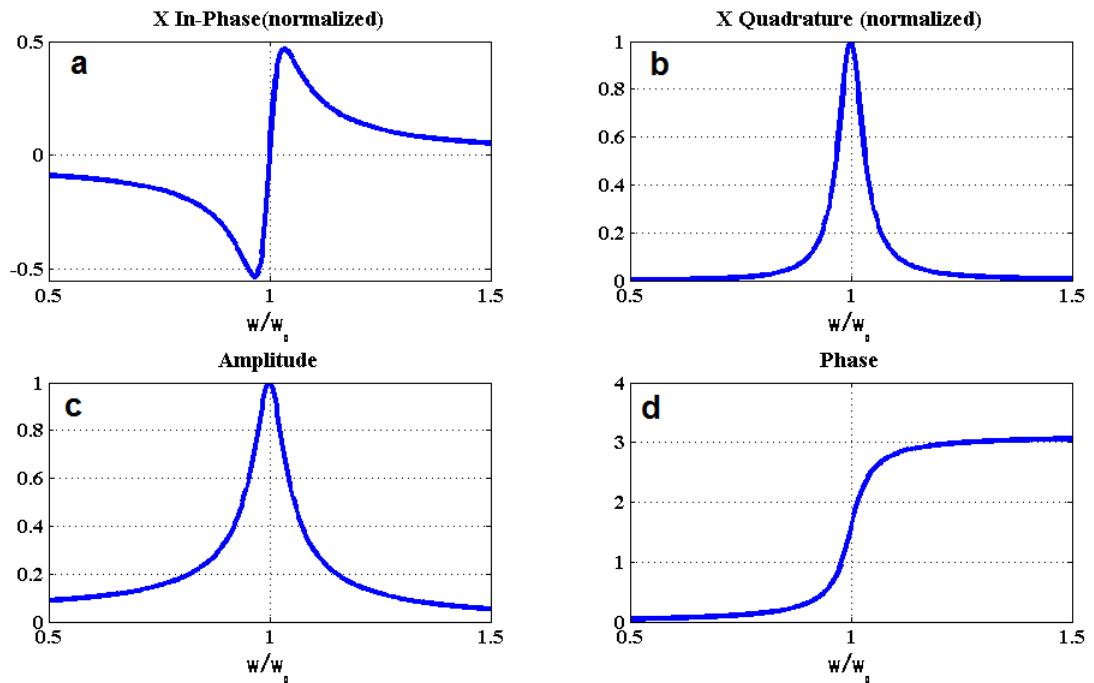 X In-Phase(normalized)
a
0.5
0
-0.5
0.5
1
1.5
w/w₀
X Quadrature (normalized)
b
1
0.8
0.6
0.4
0.2
0
0.5
1
1.5
w/w₀
Amplitude
c
1
0.8
0.6
0.4
0.2
0
0.5
1
1.5
w/w₀
Phase
d
4
3
2
1
0
0.5
1
1.5
w/w₀